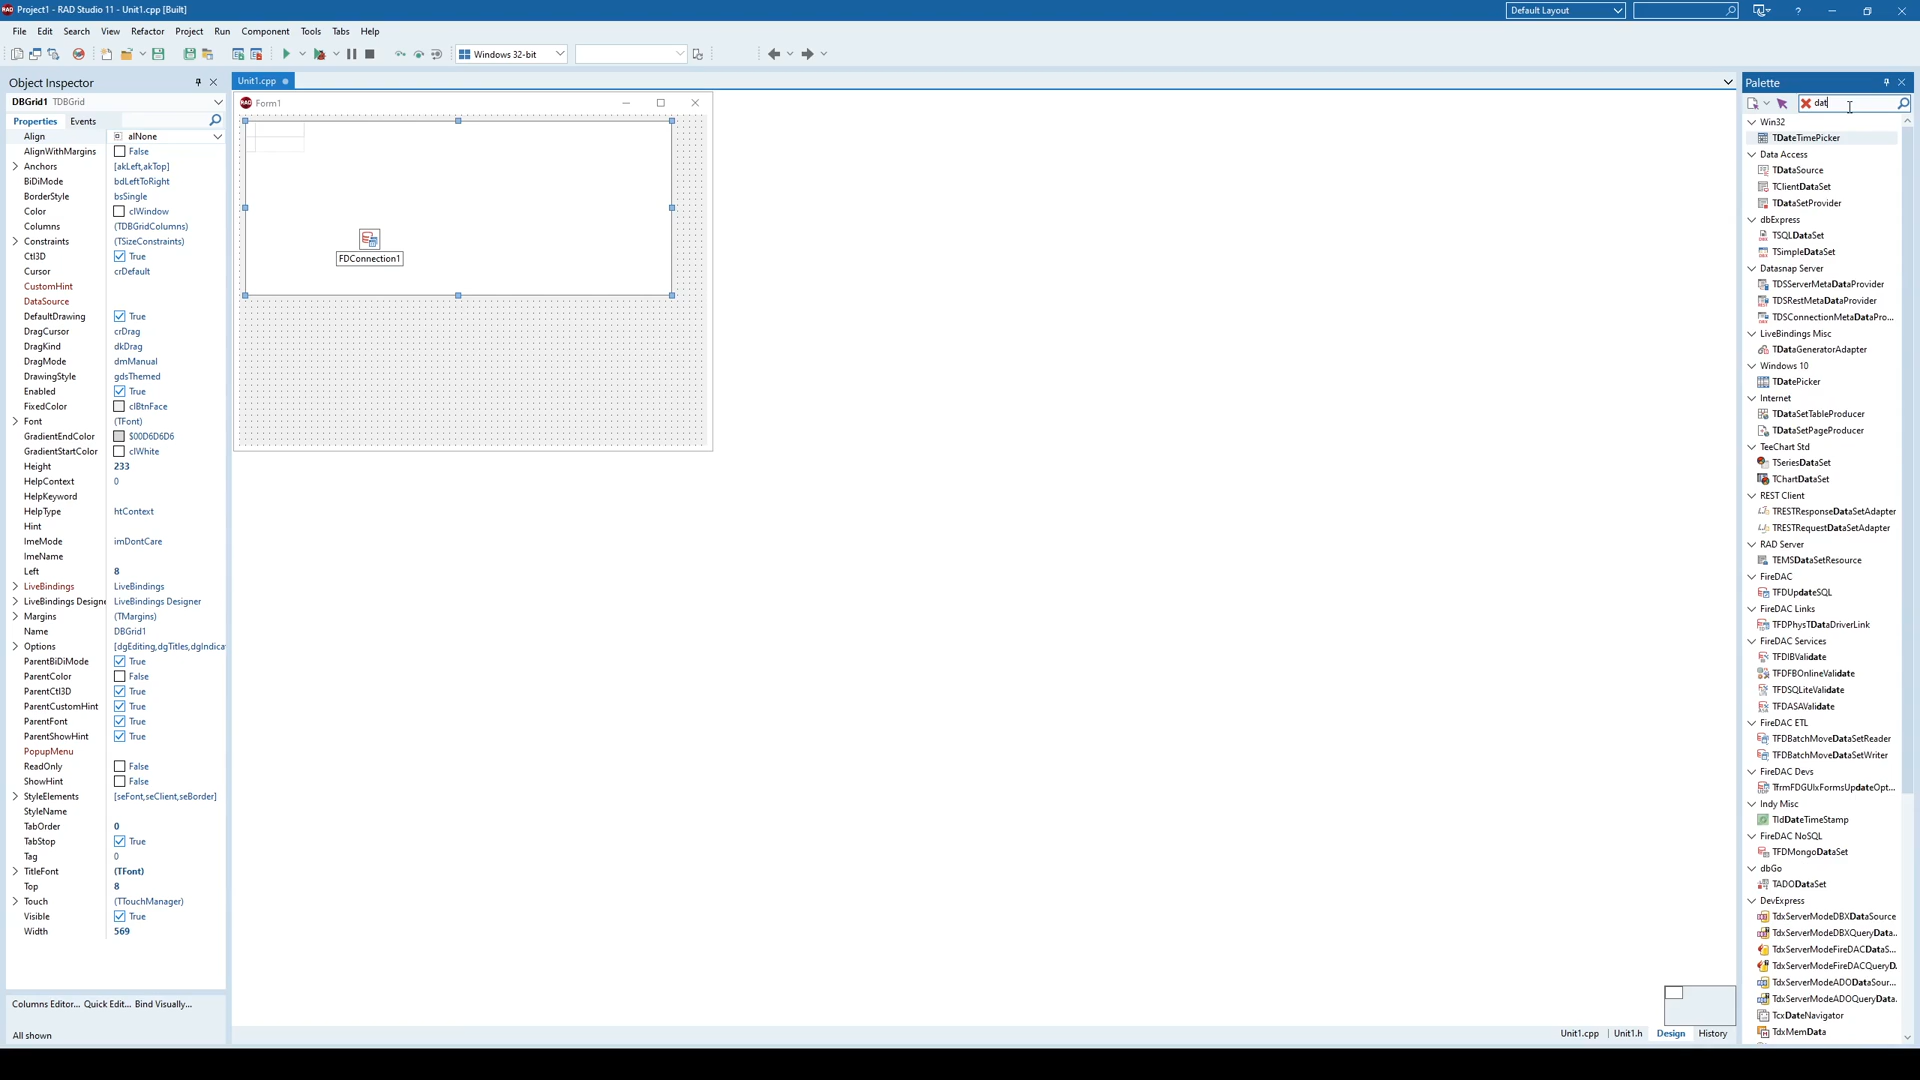 Project1 - RAD Studio 11 - Unit1.cpp [Built]
Default Layout
File Edit Search View Refactor Project Run Component Tools Tabs Help
Windows 32-bit
Object Inspector
DBGrid1 TDBGrid
Properties Events
Align alNone
AlignWithMargins False
Anchors [akLeft,akTop]
BiDiMode bdLeftToRight
BorderStyle bsSingle
Color clWindow
Columns (TDBGridColumns)
Constraints (TSizeConstraints)
Ctl3D True
Cursor crDefault
CustomHint
DataSource
DefaultDrawing True
DragCursor crDrag
DragKind dkDrag
DragMode dmManual
DrawingStyle gdsThemed
Enabled True
FixedColor clBtnFace
Font (TFont)
GradientEndColor $00D6D6D6
GradientStartColor clWhite
Height 233
HelpContext 0
HelpKeyword
HelpType htContext
Hint
ImeMode imDontCare
ImeName
Left 8
LiveBindings LiveBindings
LiveBindings Designe LiveBindings Designer
Margins (TMargins)
Name DBGrid1
Options [dgEditing,dgTitles,dgIndica
ParentBiDiMode True
ParentColor False
ParentCtl3D True
ParentCustomHint True
ParentFont True
ParentShowHint True
PopupMenu
ReadOnly False
ShowHint False
StyleElements [seFont,seClient,seBorder]
StyleName
TabOrder 0
TabStop True
Tag 0
TitleFont (TFont)
Top 8
Touch (TTouchManager)
Visible True
Width 569
Columns Editor... Quick Edit... Bind Visually...
All shown
Unit1.cpp
Form1
FDConnection1
Unit1.cpp Unit1.h Design History
Palette
dat
Win32
TDateTimePicker
Data Access
TDataSource
TClientDataSet
TDataSetProvider
dbExpress
TSQLDataSet
TSimpleDataSet
Datasnap Server
TDSServerMetaDataProvider
TDSRestMetaDataProvider
TDSConnectionMetaDataPro...
LiveBindings Misc
TDataGeneratorAdapter
Windows 10
TDatePicker
Internet
TDataSetTableProducer
TDataSetPageProducer
TeeChart Std
TSeriesDataSet
TChartDataSet
REST Client
TRESTResponseDataSetAdapter
TRESTRequestDataSetAdapter
RAD Server
TEMSDataSetResource
FireDAC
TFDUpdateSQL
FireDAC Links
TFDPhysTDataDriverLink
FireDAC Services
TFDIBValidate
TFDFBOnlineValidate
TFDSQLiteValidate
TFDASAValidate
FireDAC ETL
TFDBatchMoveDataSetReader
TFDBatchMoveDataSetWriter
FireDAC Devs
TfrmFDGUIxFormsUpdateOpt...
Indy Misc
TIdDateTimeStamp
FireDAC NoSQL
TFDMongoDataSet
dbGo
TADODataSet
DevExpress
TdxServerModeDBXDataSource
TdxServerModeDBXQueryData...
TdxServerModeFireDACDataS...
TdxServerModeFireDACQueryD...
TdxServerModeADODataSour...
TdxServerModeADOQueryData...
TcxDateNavigator
TdxMemData